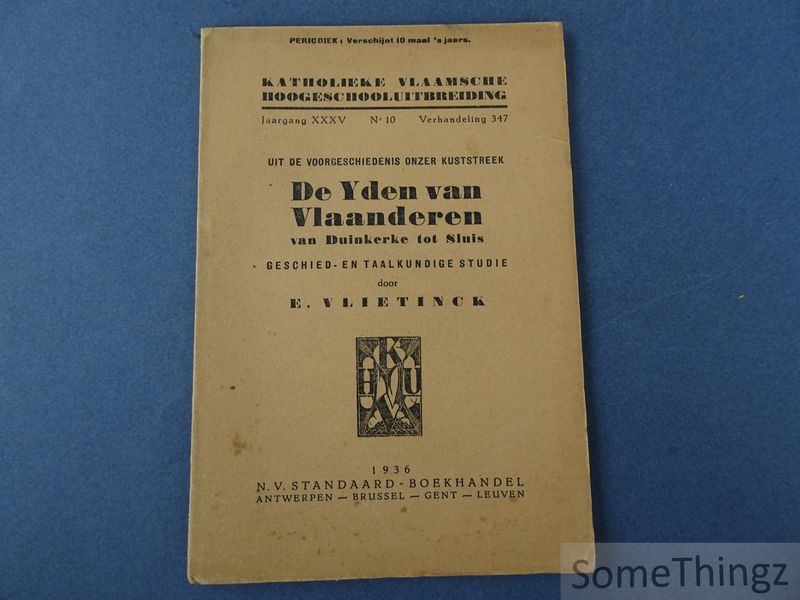 PERIODIEK : Verschijnt 10 maal 's jaars.
KATHOLIEKE VLAAMSCHE
HOOGESCHOOLUITBREIDING
Jaargang XXXV Nr 10 Verhandeling 347
UIT DE VOORGESCHIEDENIS ONZER KUSTSTREEK
De Yden van
Vlaanderen
van Duinkerke tot Sluis
GESCHIED- EN TAALKUNDIGE STUDIE
door
E. VLIETINCK
K
H U
V
1936
N. V. STANDAARD - BOEKHANDEL
ANTWERPEN — BRUSSEL — GENT — LEUVEN
SomeThingz